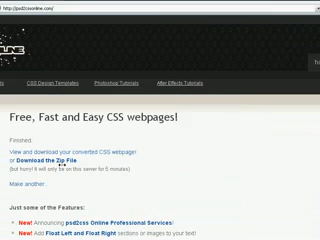 http://psd2cssonline.com/
LINE
CSS Design Templates
Photoshop Tutorials
After Effects Tutorials
Free, Fast and Easy CSS webpages!
Finished.
View and download your converted CSS webpage!
or Download the Zip File
(but hurry! It will only be on this server for 5 minutes)
Make another...
Just some of the Features:
New! Announcing psd2css Online Professional Services!
New! Add Float Left and Float Right sections or images to your text!